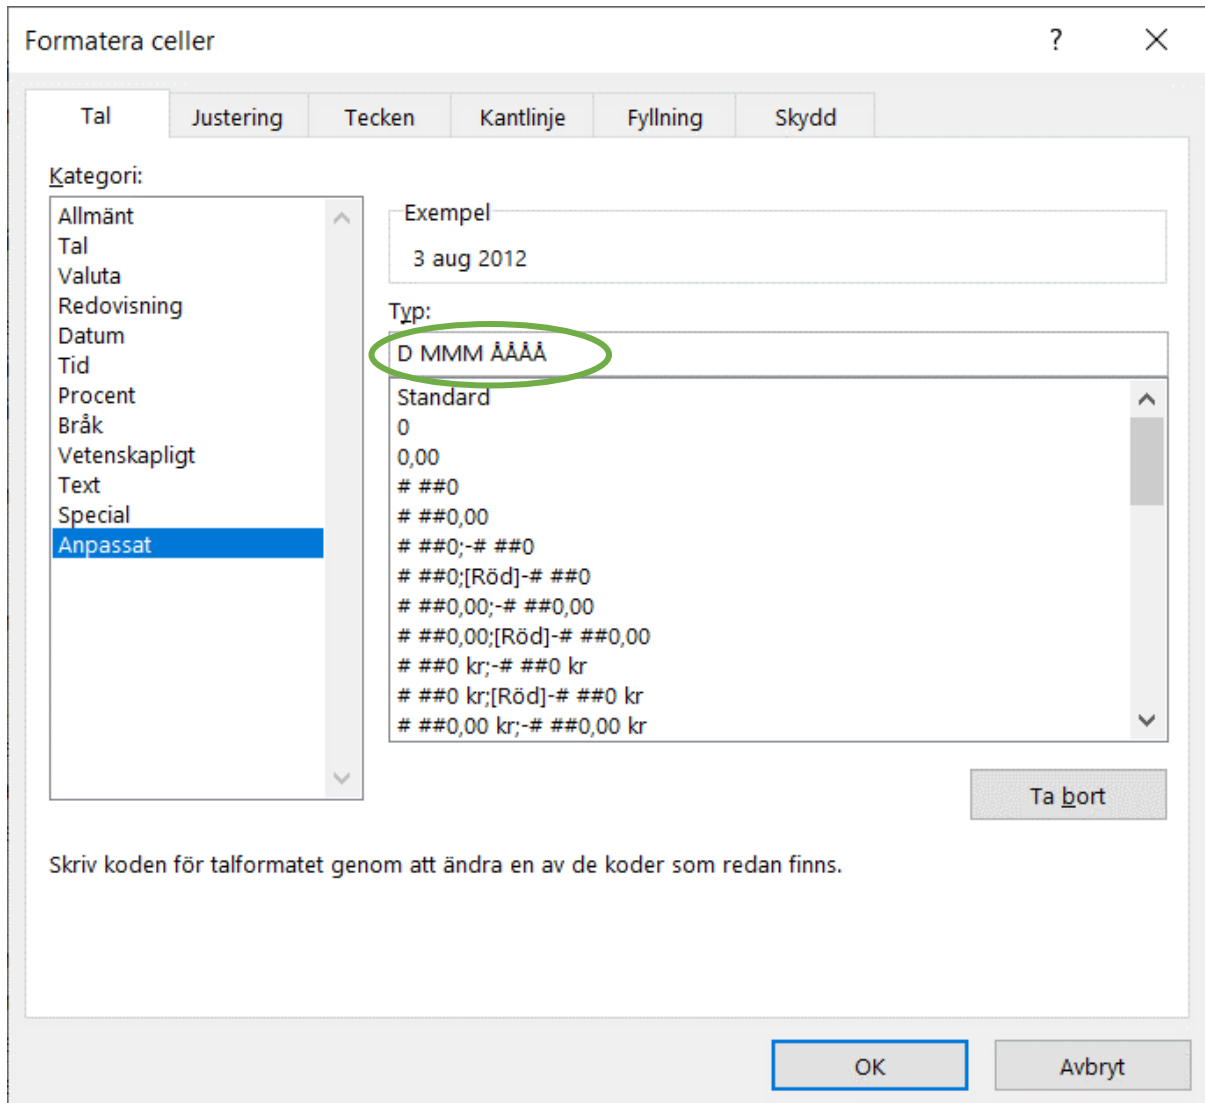 Formatera celler ?
Tal Justering Tecken Kantlinje Fyllning Skydd
Kategori:
Allmänt
Tal
Valuta
Redovisning
Datum
Tid
Procent
Bråk
Vetenskapligt
Text
Special
Anpassat
Exempel
3 aug 2012
Typ:
D MMM ÅÅÅÅ
Standard
0
0,00
# ##0
# ##0,00
# ##0;-# ##0
# ##0;[Röd]-# ##0
# ##0,00;-# ##0,00
# ##0,00;[Röd]-# ##0,00
# ##0 kr;-# ##0 kr
# ##0 kr;[Röd]-# ##0 kr
# ##0,00 kr;-# ##0,00 kr
Ta bort
Skriv koden för talformatet genom att ändra en av de koder som redan finns.
OK Avbryt